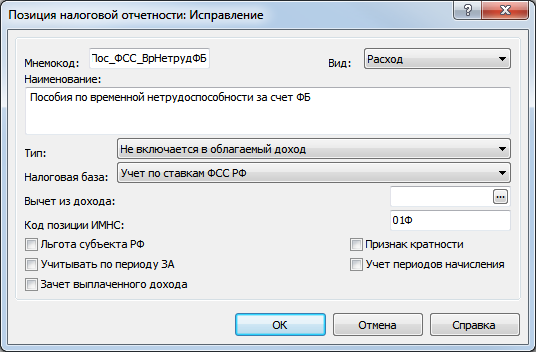 Позиция налоговой отчетности: Исправление
Мнемокод: Пос_ФСС_ВрНетрудФБ Вид: Расход
Наименование:
Пособия по временной нетрудоспособности за счет ФБ
Тип: Не включается в облагаемый доход
Налоговая база: Учет по ставкам ФСС РФ
Вычет из дохода: ...
Код позиции ИМНС: 01Ф
Льгота субъекта РФ Признак кратности
Учитывать по периоду ЗА Учет периодов начисления
Зачет выплаченного дохода
ОК Отмена Справка